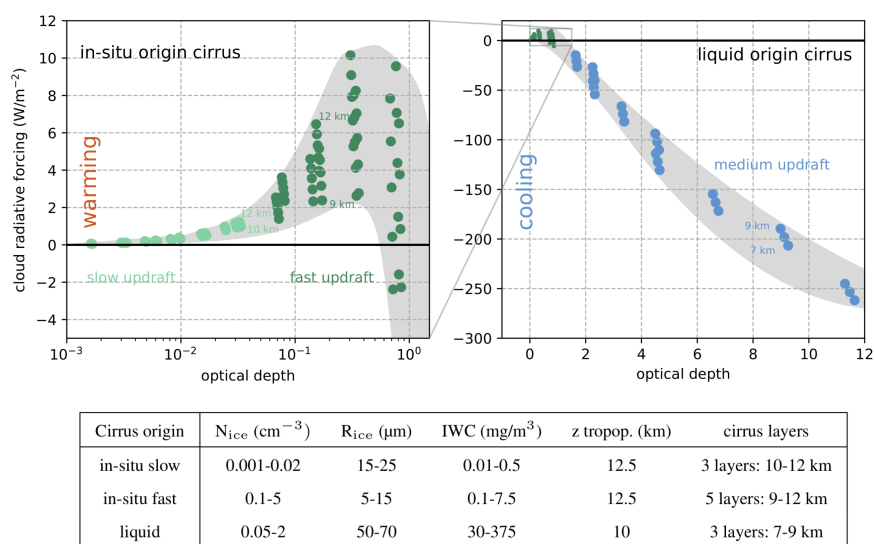 in-situ origin cirrus
12
10
8
6
4
2
0
−2
−4
cloud radiative forcing (W/m−2)
warming
12 km
9 km
12 km
10 km
slow updraft
fast updraft
10−3
10−2
10−1
100
optical depth
liquid origin cirrus
0
−50
−100
−150
−200
−250
−300
cooling
medium updraft
9 km
7 km
0
2
4
6
8
10
12
optical depth
Cirrus origin Nice (cm−3) Rice (μm) IWC (mg/m3) z tropop. (km) cirrus layers
in-situ slow 0.001-0.02 15-25 0.01-0.5 12.5 3 layers: 10-12 km
in-situ fast 0.1-5 5-15 0.1-7.5 12.5 5 layers: 9-12 km
liquid 0.05-2 50-70 30-375 10 3 layers: 7-9 km